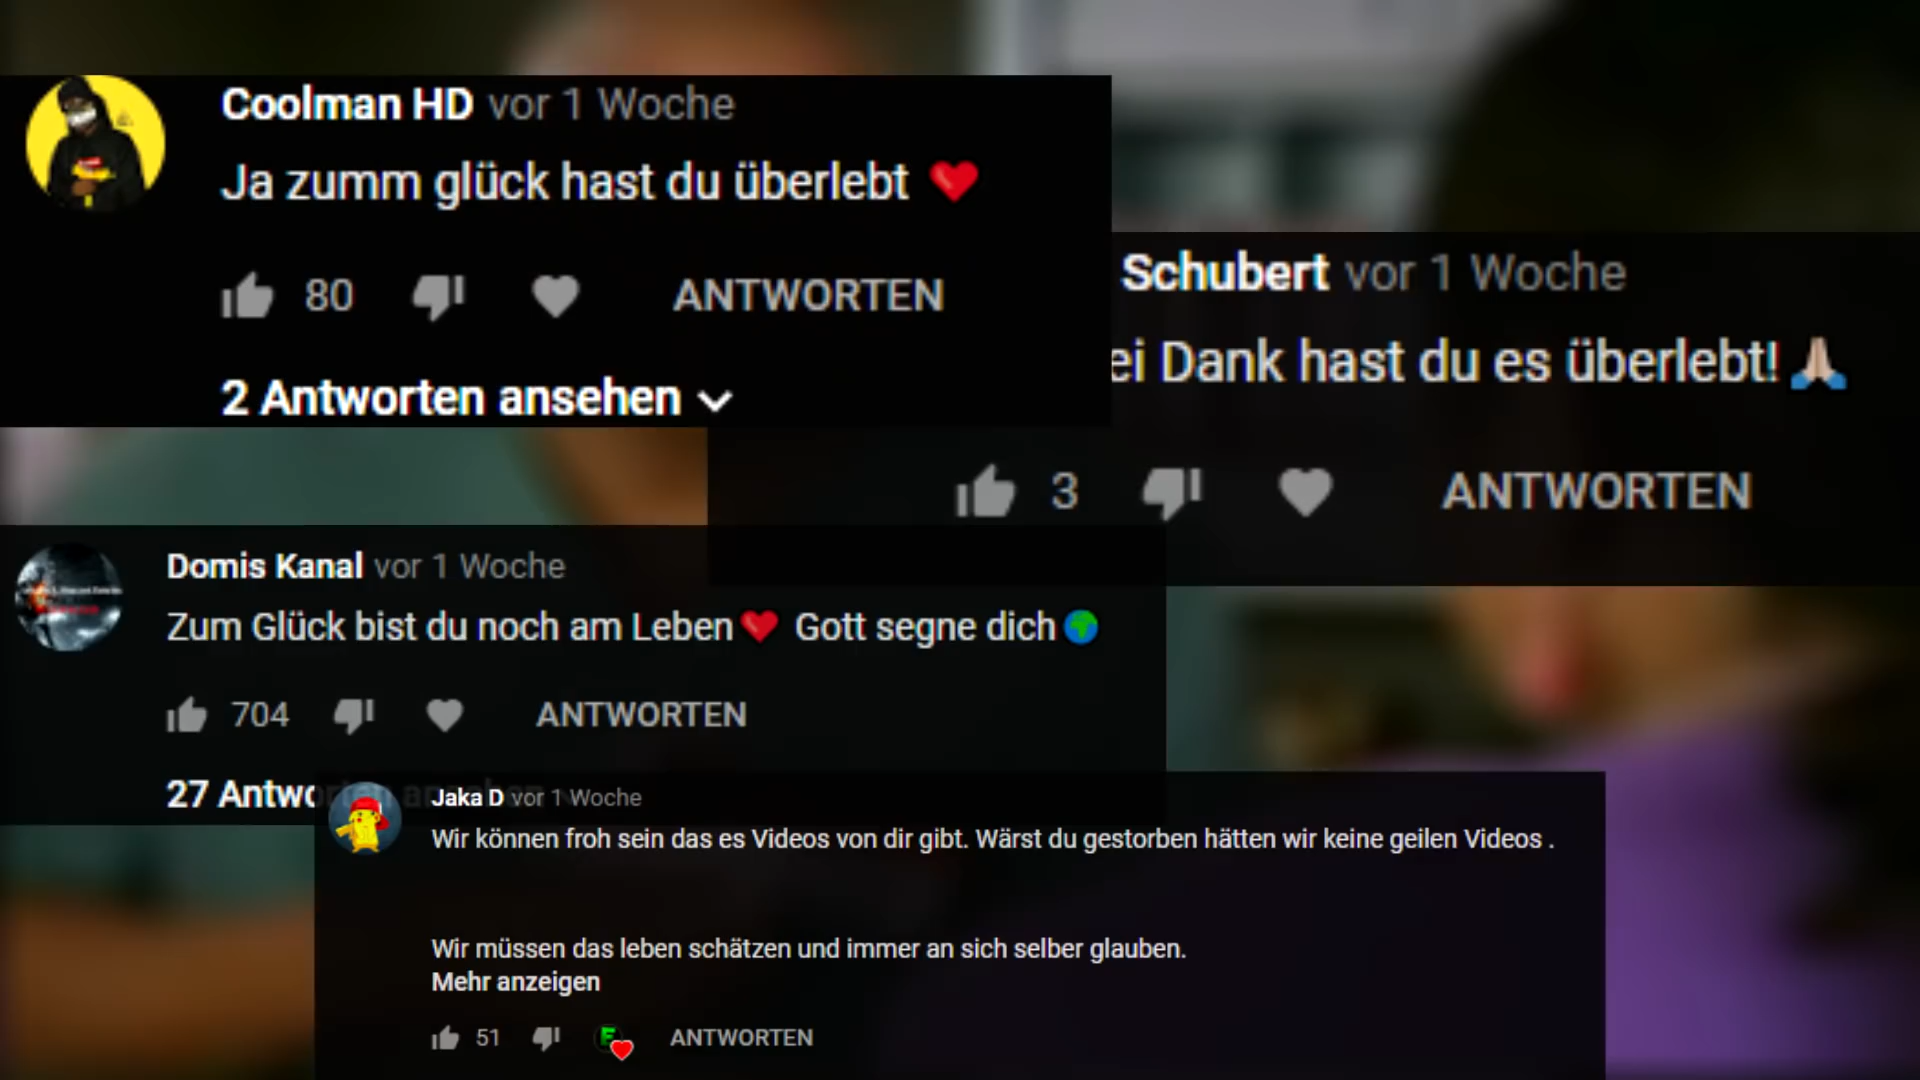 Coolman HD vor 1 Woche
Ja zumm glück hast du überlebt ❤️
80 ANTWORTEN
2 Antworten ansehen
Schubert vor 1 Woche
ei Dank hast du es überlebt! 🙏🏼
3 ANTWORTEN
Domis Kanal vor 1 Woche
Zum Glück bist du noch am Leben❤️ Gott segne dich🌍
704 ANTWORTEN
27 Antworten ansehen
Jaka D vor 1 Woche
Wir können froh sein das es Videos von dir gibt. Wärst du gestorben hätten wir keine geilen Videos .
Wir müssen das leben schätzen und immer an sich selber glauben.
Mehr anzeigen
51 ANTWORTEN